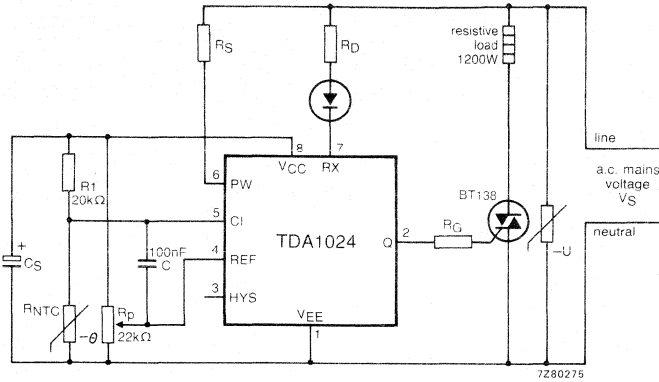 RS
RD
resistive
load
1200W
line
a.c. mains
voltage
VS
neutral
8
VCC
7
RX
R1
20kΩ
6
PW
5
CI
4
REF
3
HYS
TDA1024
Q
2
RG
BT138
-U
+
CS
100nF
C
RNTC
-θ
Rp
22kΩ
VEE
1
7Z80275